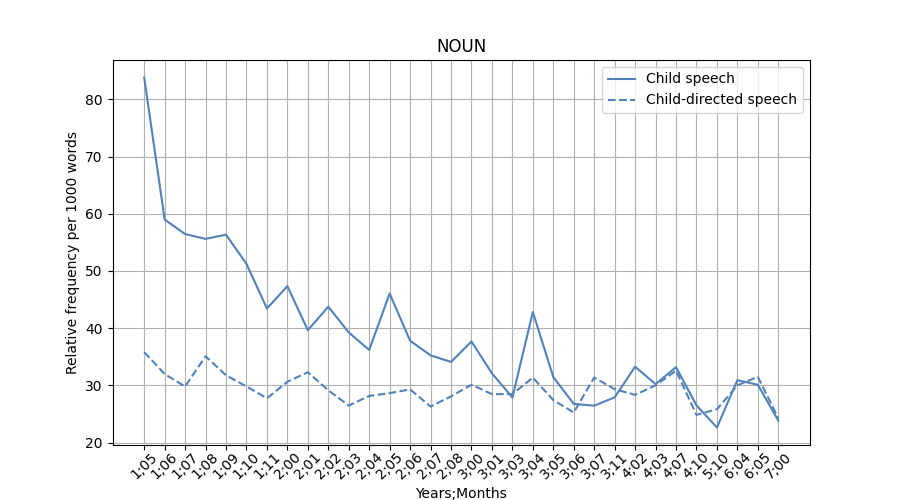 NOUN
Child speech
Child-directed speech
Relative frequency per 1000 words
80
70
60
50
40
30
20
1;05 1;06 1;07 1;08 1;09 1;10 1;11 2;00 2;01 2;02 2;03 2;04 2;05 2;06 2;07 2;08 3;00 3;01 3;03 3;04 3;05 3;06 3;07 3;11 4;02 4;03 4;07 4;10 5;10 6;04 6;05 7;00
Years;Months